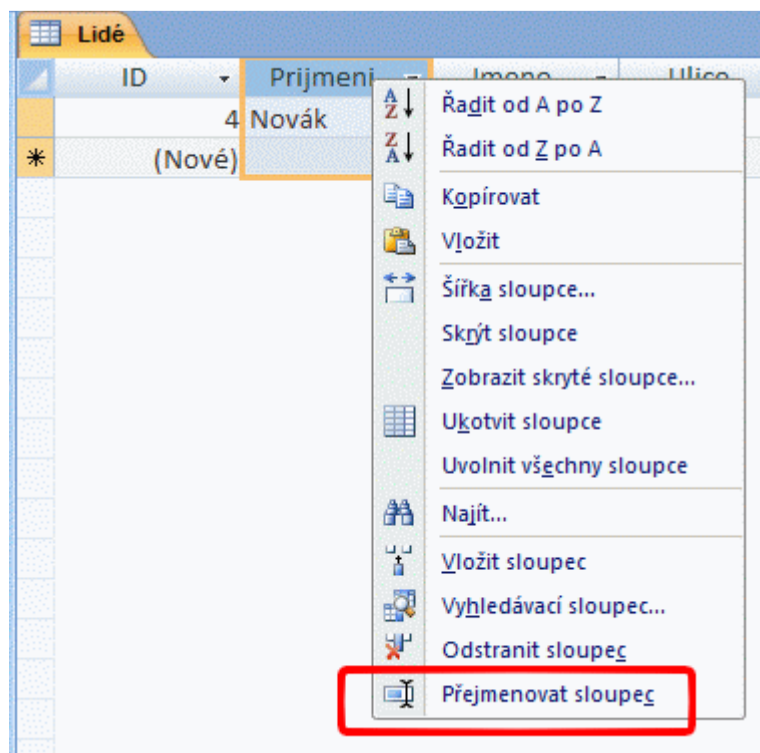 Lidé
ID Prijmeni Jmeno Ulice
4 Novák
(Nové)
Řadit od A po Z
Řadit od Z po A
Kopírovat
Vložit
Šířka sloupce...
Skrýt sloupce
Zobrazit skryté sloupce...
Ukotvit sloupce
Uvolnit všechny sloupce
Najít...
Vložit sloupec
Vyhledávací sloupec...
Odstranit sloupec
Přejmenovat sloupec